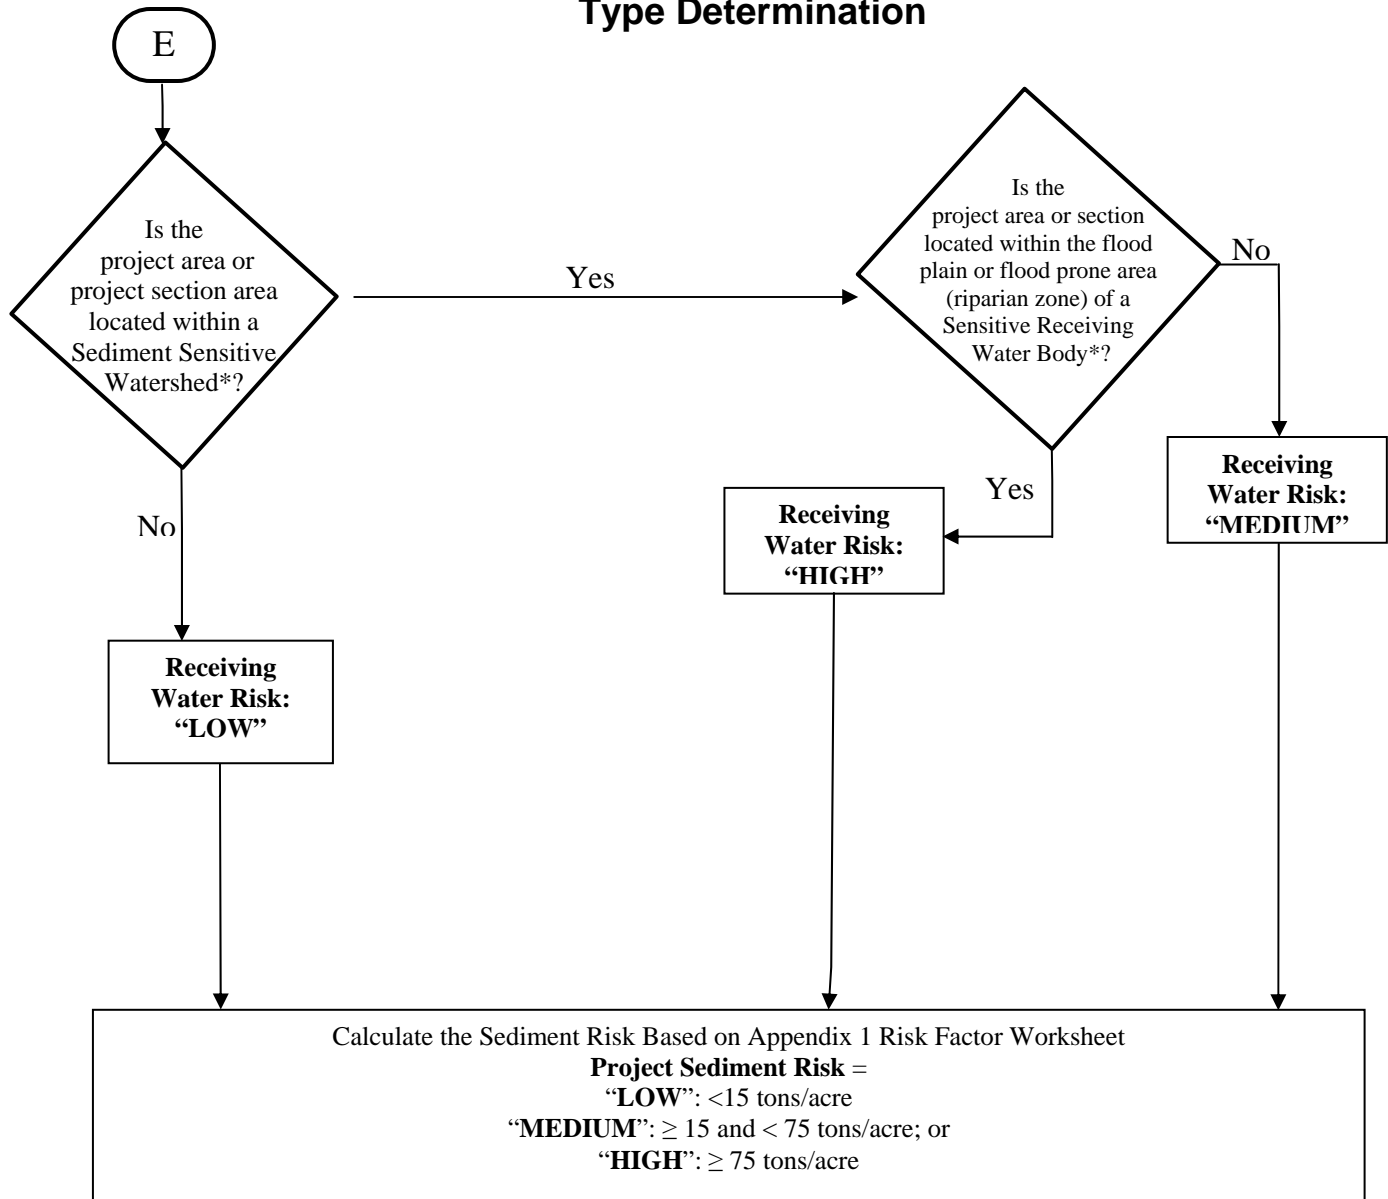 Type Determination
E
Is the
project area or
project section area
located within a
Sediment Sensitive
Watershed*?
Yes
Is the
project area or section
located within the flood
plain or flood prone area
(riparian zone) of a
Sensitive Receiving
Water Body*?
No
Receiving
Water Risk:
“MEDIUM”
Yes
Receiving
Water Risk:
“HIGH”
No
Receiving
Water Risk:
“LOW”
Calculate the Sediment Risk Based on Appendix 1 Risk Factor Worksheet
Project Sediment Risk =
“LOW”: <15 tons/acre
“MEDIUM”: ≥ 15 and < 75 tons/acre; or
“HIGH”: ≥ 75 tons/acre